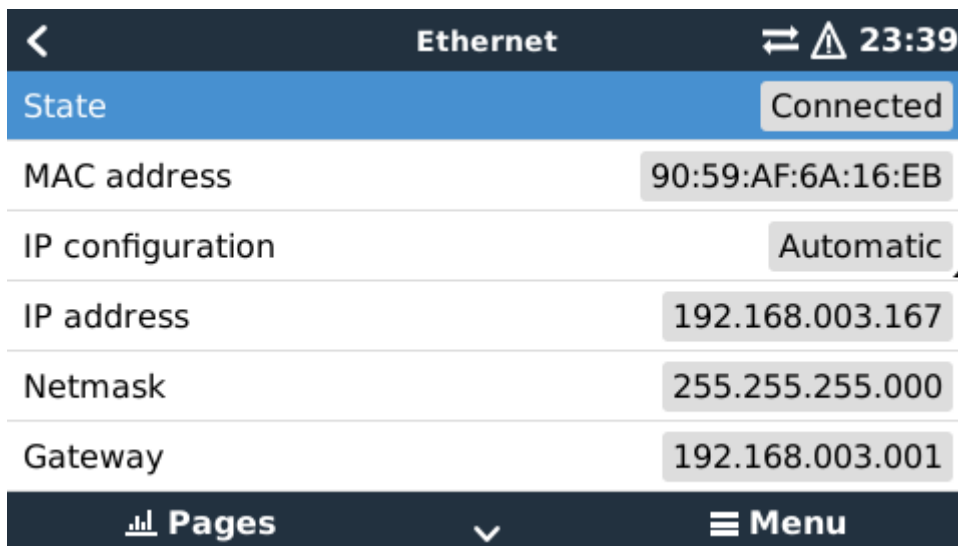 Ethernet 23:39
State Connected
MAC address 90:59:AF:6A:16:EB
IP configuration Automatic
IP address 192.168.003.167
Netmask 255.255.255.000
Gateway 192.168.003.001
Pages Menu